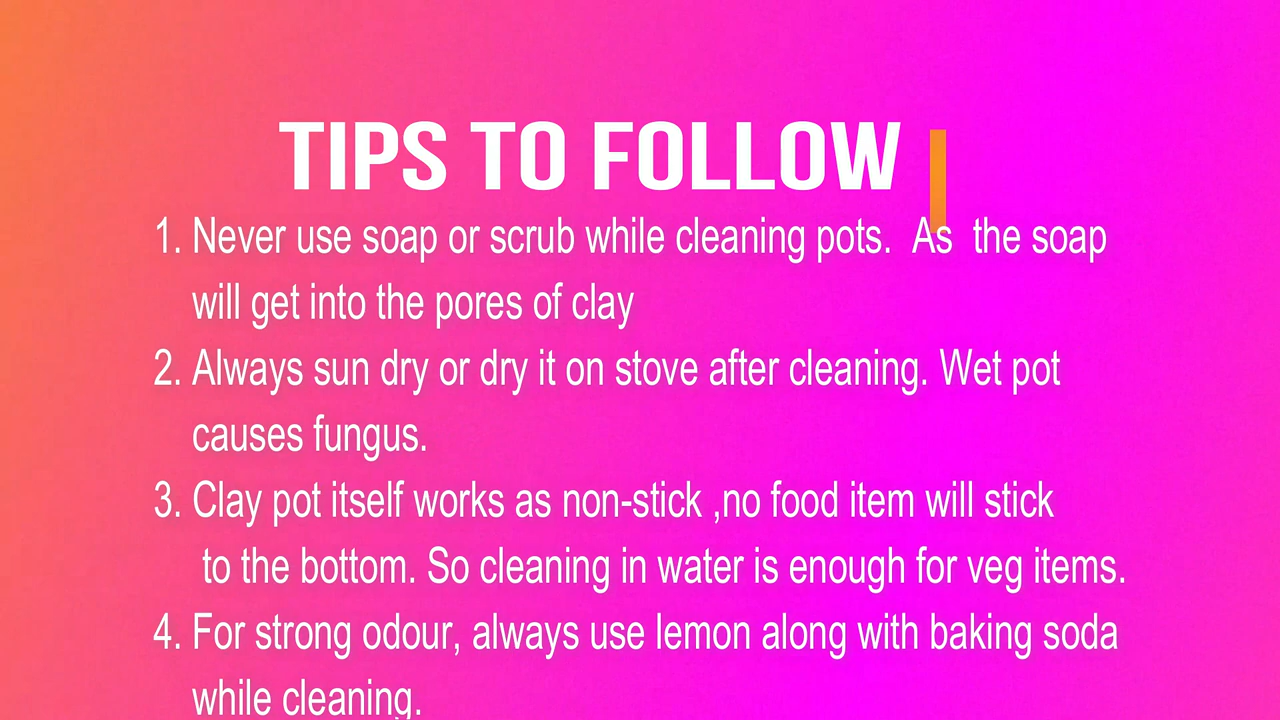 TIPS TO FOLLOW
1. Never use soap or scrub while cleaning pots.  As  the soap
will get into the pores of clay
2. Always sun dry or dry it on stove after cleaning. Wet pot
causes fungus.
3. Clay pot itself works as non-stick ,no food item will stick
to the bottom. So cleaning in water is enough for veg items.
4. For strong odour, always use lemon along with baking soda
while cleaning.